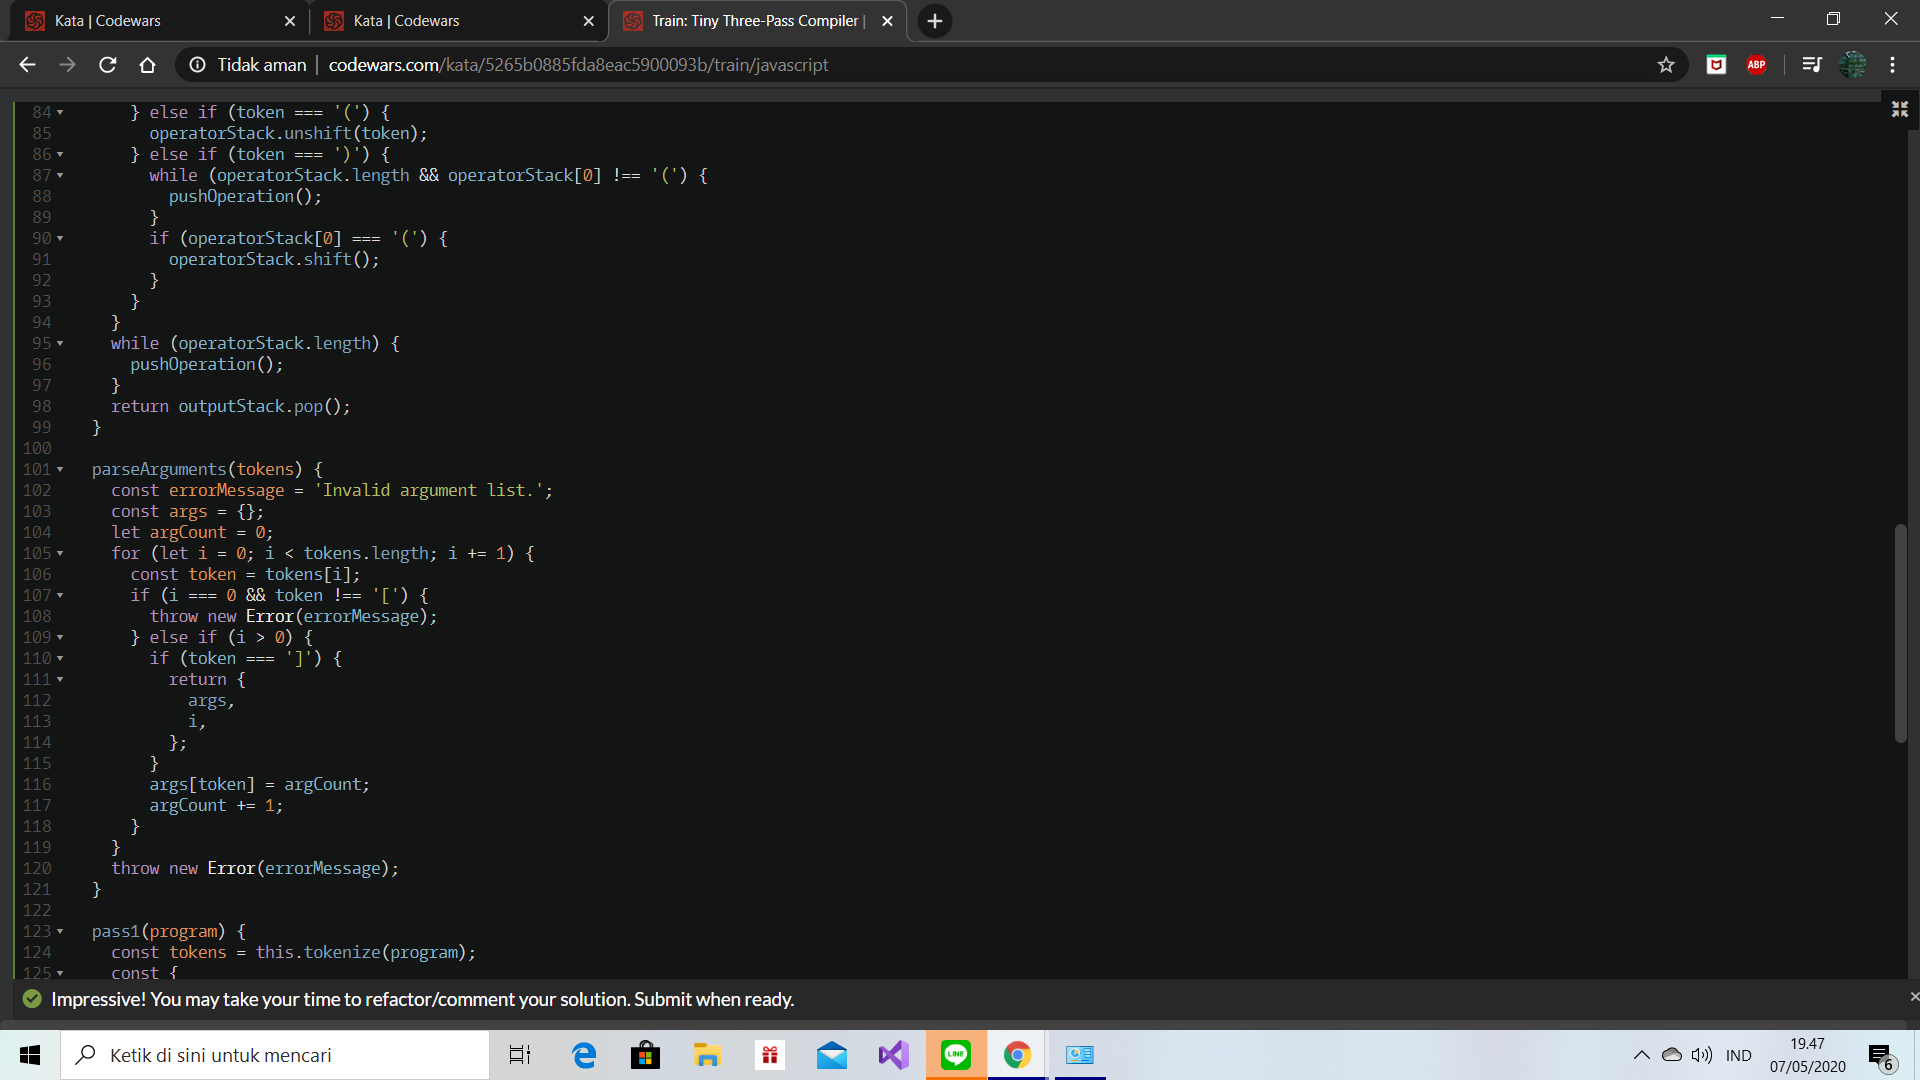 Kata | Codewars
Kata | Codewars
Train: Tiny Three-Pass Compiler |
Tidak aman | codewars.com/kata/5265b0885fda8eac5900093b/train/javascript
ABP
84 } else if (token === '(') {
85 operatorStack.unshift(token);
86 } else if (token === ')') {
87 while (operatorStack.length && operatorStack[0] !== '(') {
88 pushOperation();
89 }
90 if (operatorStack[0] === '(') {
91 operatorStack.shift();
92 }
93 }
94 }
95 while (operatorStack.length) {
96 pushOperation();
97 }
98 return outputStack.pop();
99 }
100
101 parseArguments(tokens) {
102 const errorMessage = 'Invalid argument list.';
103 const args = {};
104 let argCount = 0;
105 for (let i = 0; i < tokens.length; i += 1) {
106 const token = tokens[i];
107 if (i === 0 && token !== '[') {
108 throw new Error(errorMessage);
109 } else if (i > 0) {
110 if (token === ']') {
111 return {
112 args,
113 i,
114 };
115 }
116 args[token] = argCount;
117 argCount += 1;
118 }
119 }
120 throw new Error(errorMessage);
121 }
122
123 pass1(program) {
124 const tokens = this.tokenize(program);
125 const {
Impressive! You may take your time to refactor/comment your solution. Submit when ready.
Ketik di sini untuk mencari
LINE
IND
19.47
07/05/2020
6